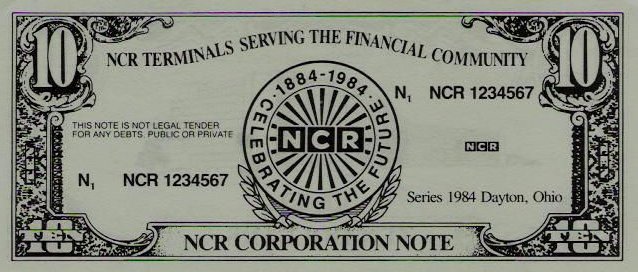 10
10
NCR TERMINALS SERVING THE FINANCIAL COMMUNITY
· 1884-1984 ·
CELEBRATING THE FUTURE
NCR
N₁ NCR 1234567
THIS NOTE IS NOT LEGAL TENDER
FOR ANY DEBTS, PUBLIC OR PRIVATE
NCR
N₁ NCR 1234567
Series 1984 Dayton, Ohio
TEN
TEN
NCR CORPORATION NOTE